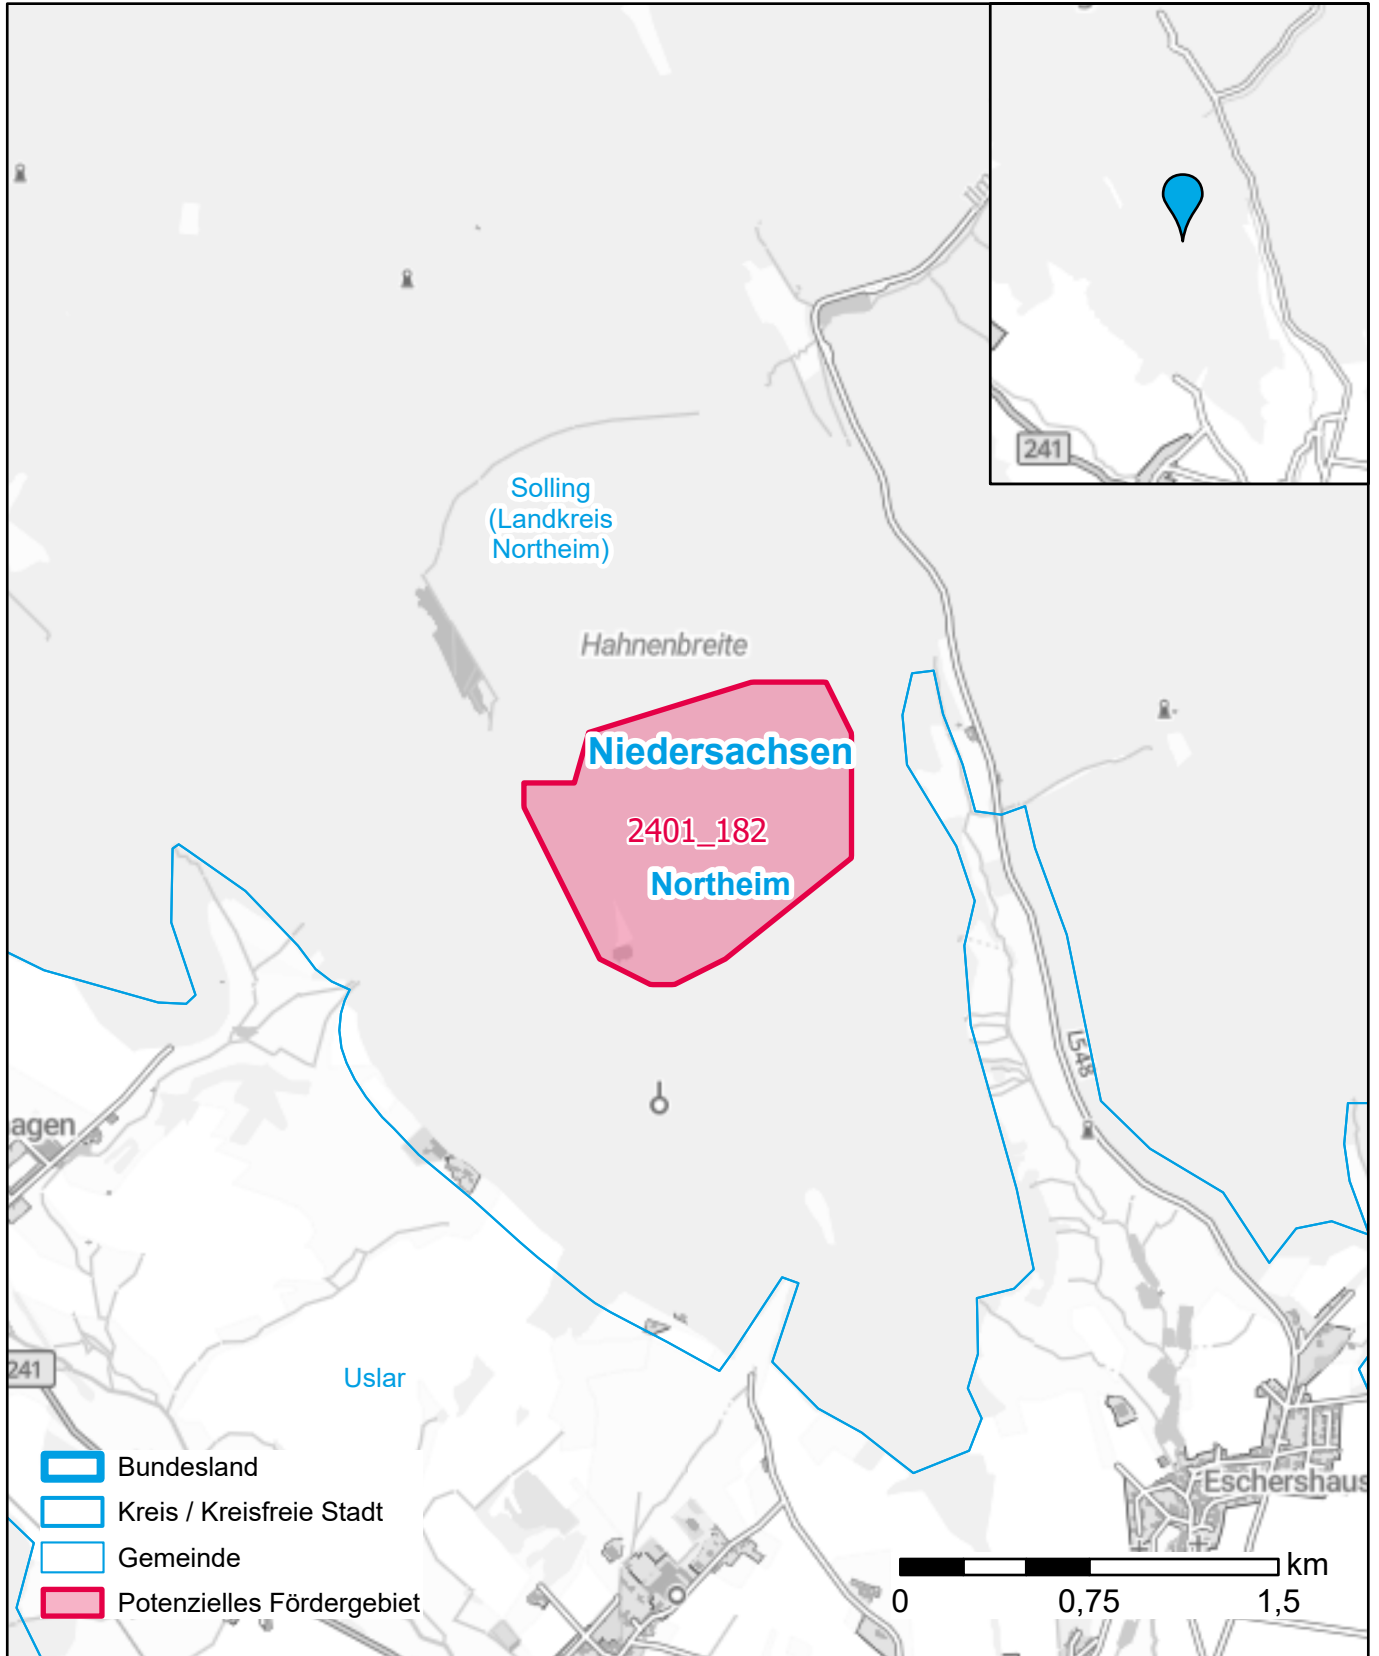 Ilm
241
Solling
(Landkreis
Northeim)
Hahnenbreite
Niedersachsen
2401_182
Northeim
L548
agen
241
Uslar
Eschershaus
Bundesland
Kreis / Kreisfreie Stadt
Gemeinde
Potenzielles Fördergebiet
km
0 0,75 1,5